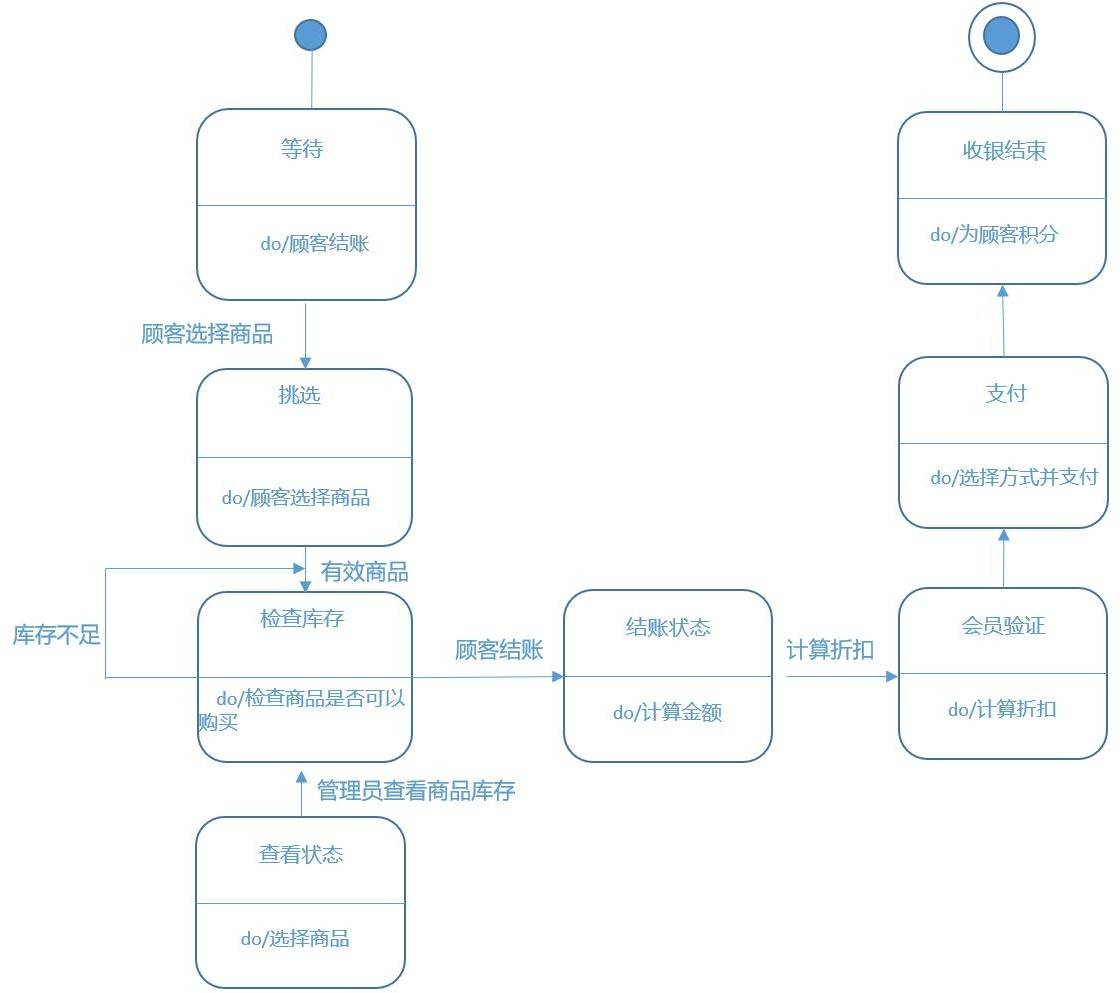 等待
do/顾客结账
顾客选择商品
挑选
do/顾客选择商品
有效商品
库存不足
检查库存
do/检查商品是否可以
购买
管理员查看商品库存
查看状态
do/选择商品
顾客结账
结账状态
do/计算金额
计算折扣
会员验证
do/计算折扣
支付
do/选择方式并支付
收银结束
do/为顾客积分